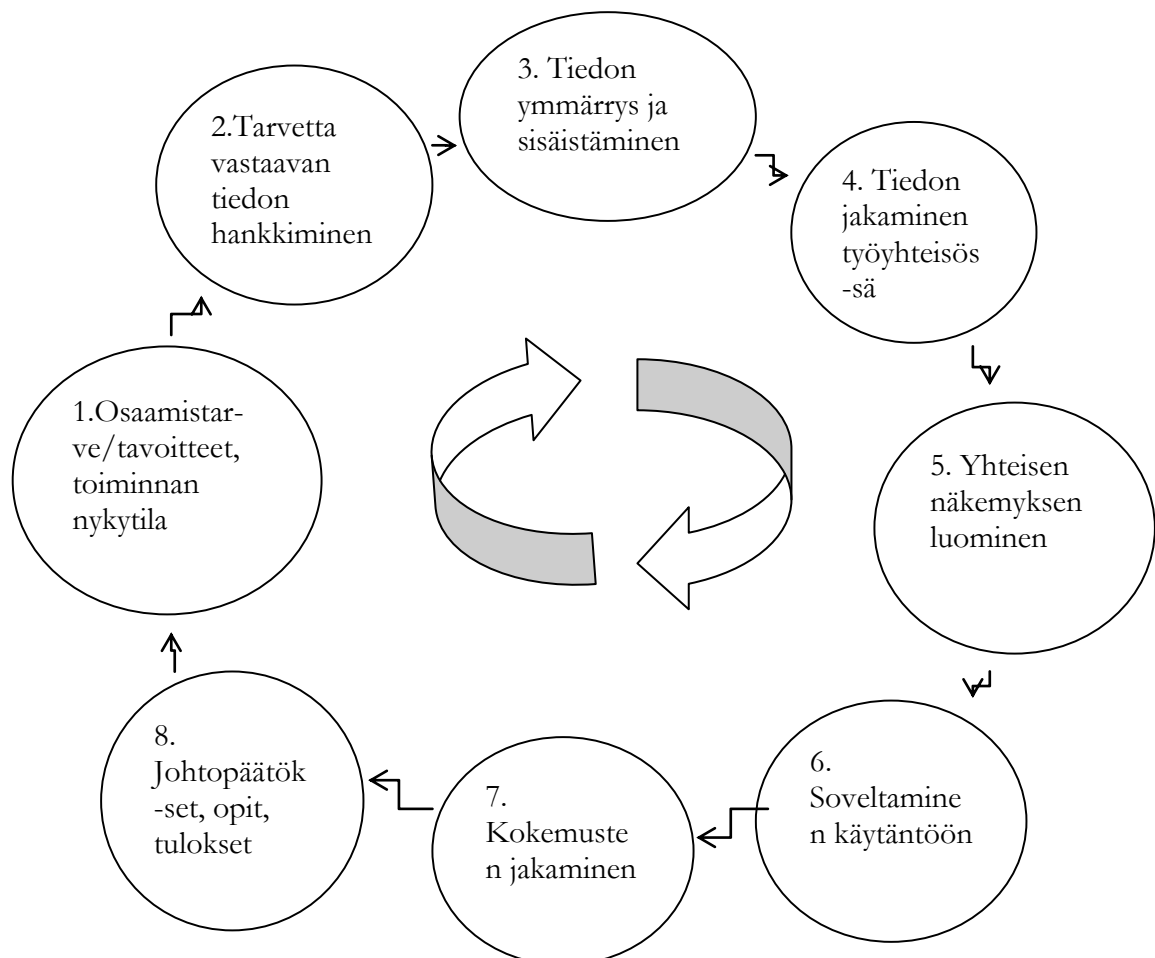 1.Osaamistar-
ve/tavoitteet,
toiminnan
nykytila
2.Tarvetta
vastaavan
tiedon
hankkiminen
3. Tiedon
ymmärrys ja
sisäistäminen
4. Tiedon
jakaminen
työyhteisös
-sä
5. Yhteisen
näkemyksen
luominen
6.
Soveltamine
n käytäntöön
7.
Kokemuste
n jakaminen
8.
Johtopäätök
-set, opit,
tulokset